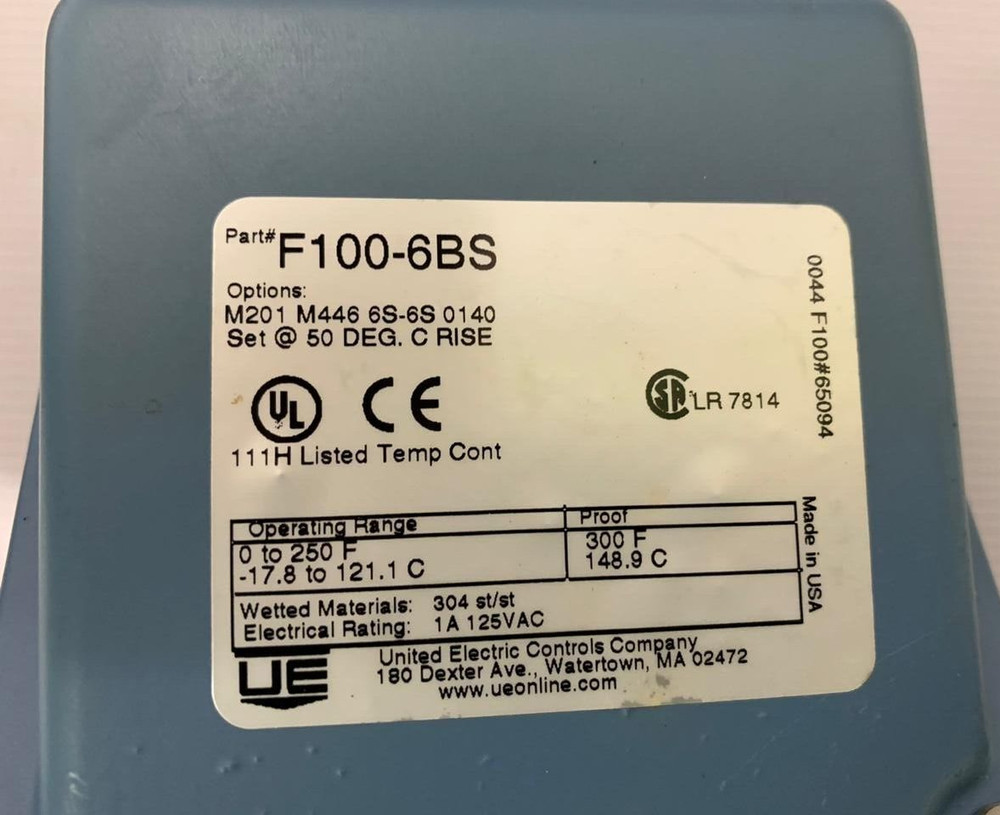 Part# F100-6BS
Options:
M201 M446 6S-6S 0140
Set @ 50 DEG. C RISE
UL CE
SA LR 7814
111H Listed Temp Cont
0044 F100#65094
Operating Range Proof
0 to 250 F 300 F
-17.8 to 121.1 C 148.9 C
Wetted Materials: 304 st/st
Electrical Rating: 1A 125VAC
Made in USA
UE
United Electric Controls Company
180 Dexter Ave., Watertown, MA 02472
www.ueonline.com